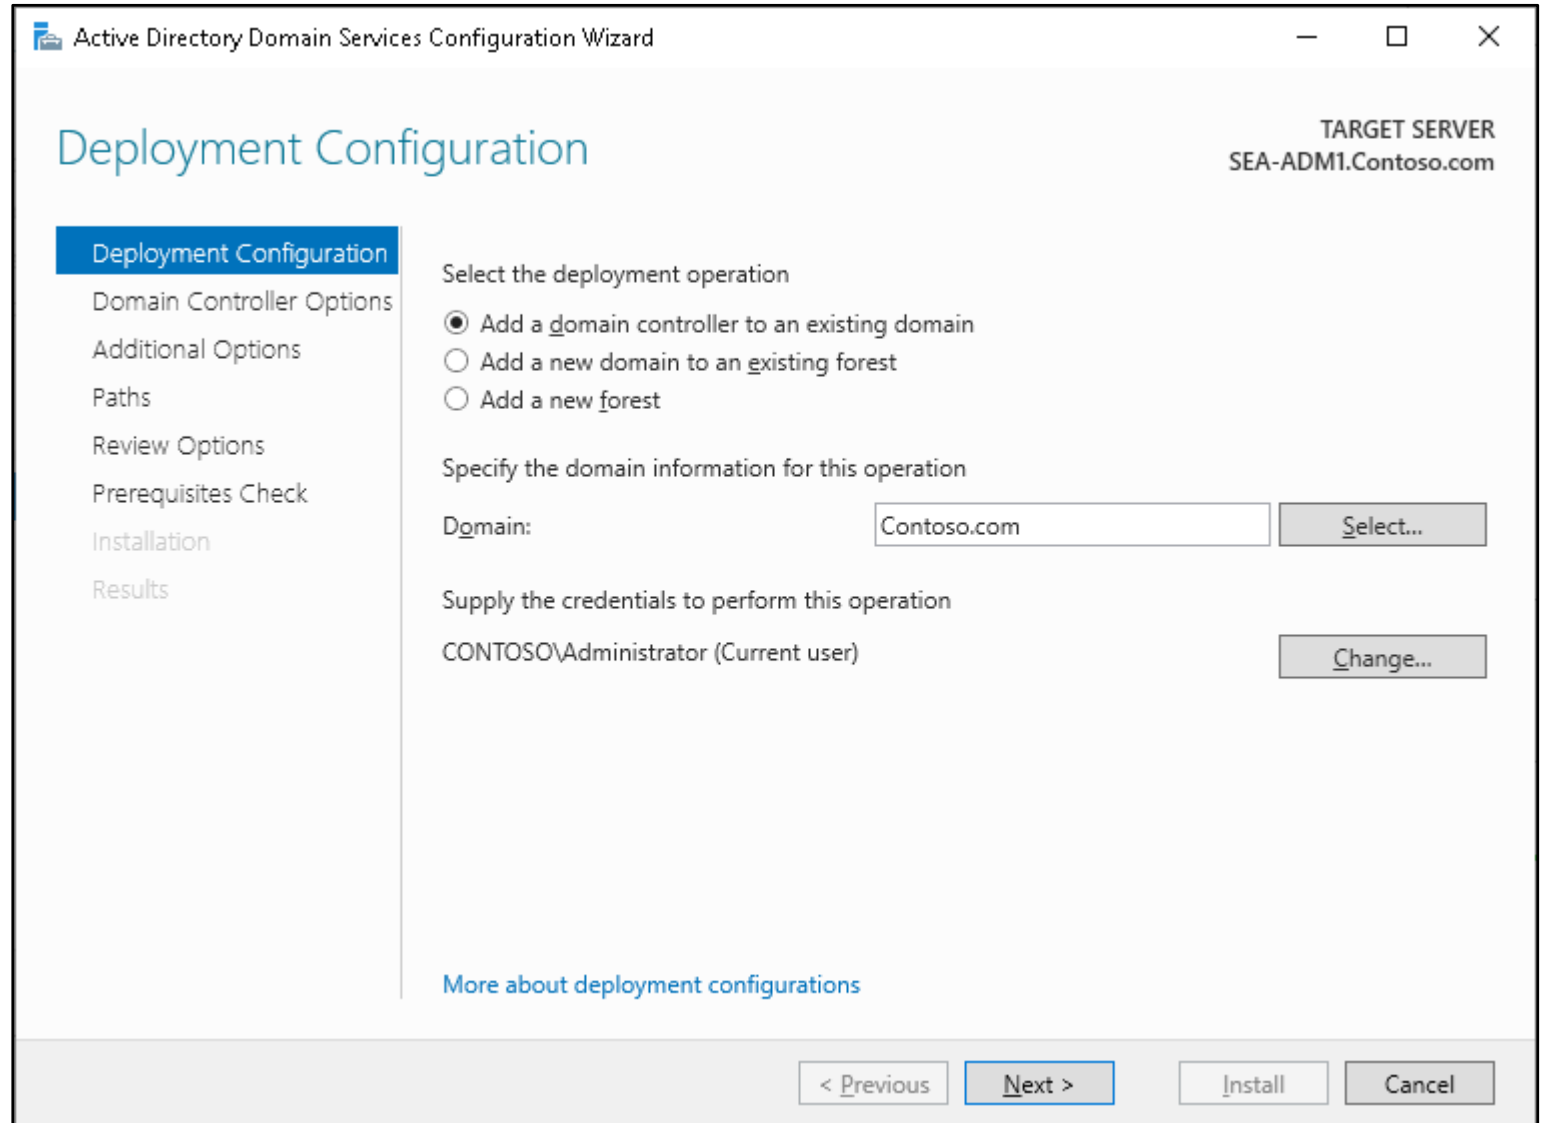 Active Directory Domain Services Configuration Wizard
Deployment Configuration
TARGET SERVER
SEA-ADM1.Contoso.com
Deployment Configuration
Domain Controller Options
Additional Options
Paths
Review Options
Prerequisites Check
Installation
Results
Select the deployment operation
Add a domain controller to an existing domain
Add a new domain to an existing forest
Add a new forest
Specify the domain information for this operation
Domain: Contoso.com Select...
Supply the credentials to perform this operation
CONTOSO\Administrator (Current user) Change...
More about deployment configurations
< Previous Next > Install Cancel